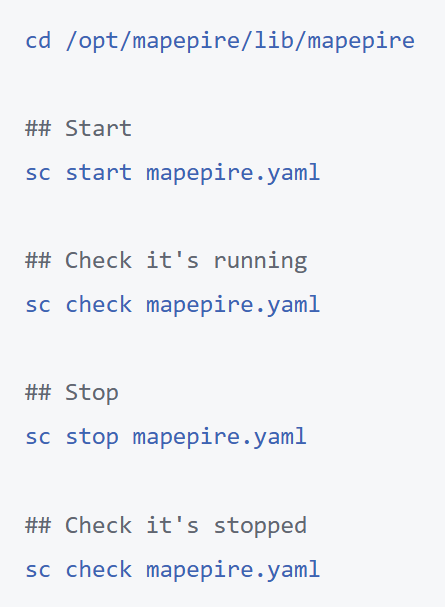 cd /opt/mapepire/lib/mapepire
## Start
sc start mapepire.yaml
## Check it's running
sc check mapepire.yaml
## Stop
sc stop mapepire.yaml
## Check it's stopped
sc check mapepire.yaml